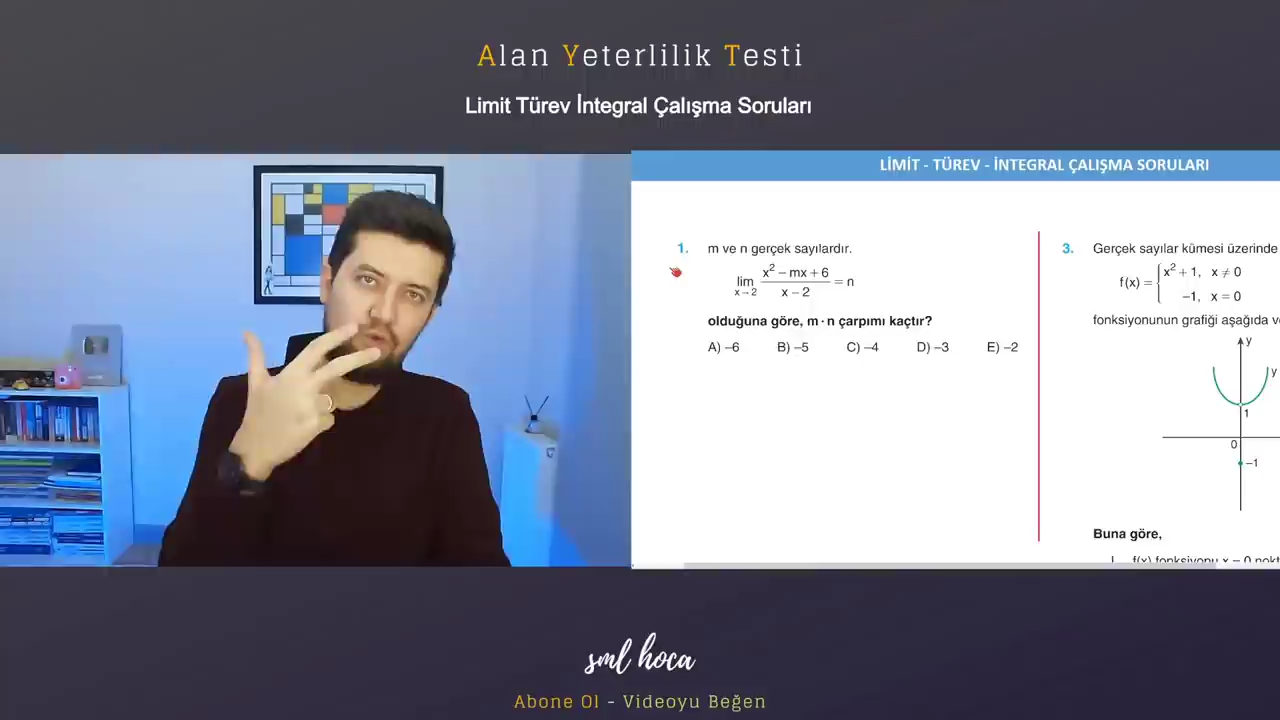 Alan Yeterlilik Testi
Limit Türev İntegral Çalışma Soruları
LİMİT - TÜREV - İNTEGRAL ÇALIŞMA SORULARI
1. m ve n gerçek sayılardır.
lim x→2 (x² − mx + 6)/(x − 2) = n
olduğuna göre, m · n çarpımı kaçtır?
A) –6 B) –5 C) –4 D) –3 E) –2
3. Gerçek sayılar kümesi üzerinde
f(x) = { x² + 1, x ≠ 0
−1, x = 0
fonksiyonunun grafiği aşağıda
y
y
1
0
–1
Buna göre,
I. f(x) fonksiyonu x = 0
sml hoca
Abone Ol - Videoyu Beğen